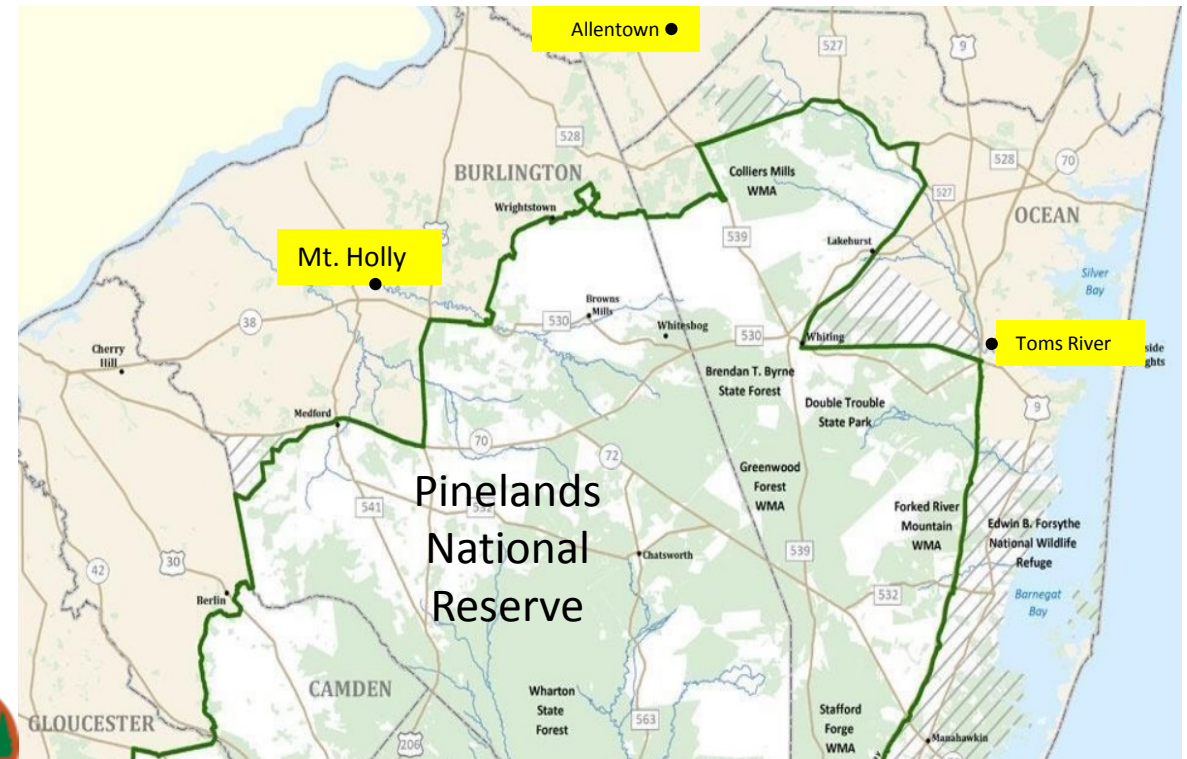 Allentown
527
9
528
BURLINGTON
Colliers Mills
WMA
528
70
Wrightstown
527
OCEAN
539
Lakehurst
Mt. Holly
Silver
Bay
Browns
Mills
38
530
Whitesbog
530
Whiting
Toms River
side
ghts
Cherry
Hill
Brendan T. Byrne
State Forest
Double Trouble
State Park
9
Medford
70
72
Pinelands
National
Reserve
Greenwood
Forest
WMA
541
532
Forked River
Mountain
WMA
Edwin B. Forsythe
National Wildlife
Refuge
Chatsworth
539
30
42
Berlin
532
Barnegat
Bay
CAMDEN
Wharton
State
Forest
GLOUCESTER
563
206
Stafford
Forge
WMA
Manahawkin